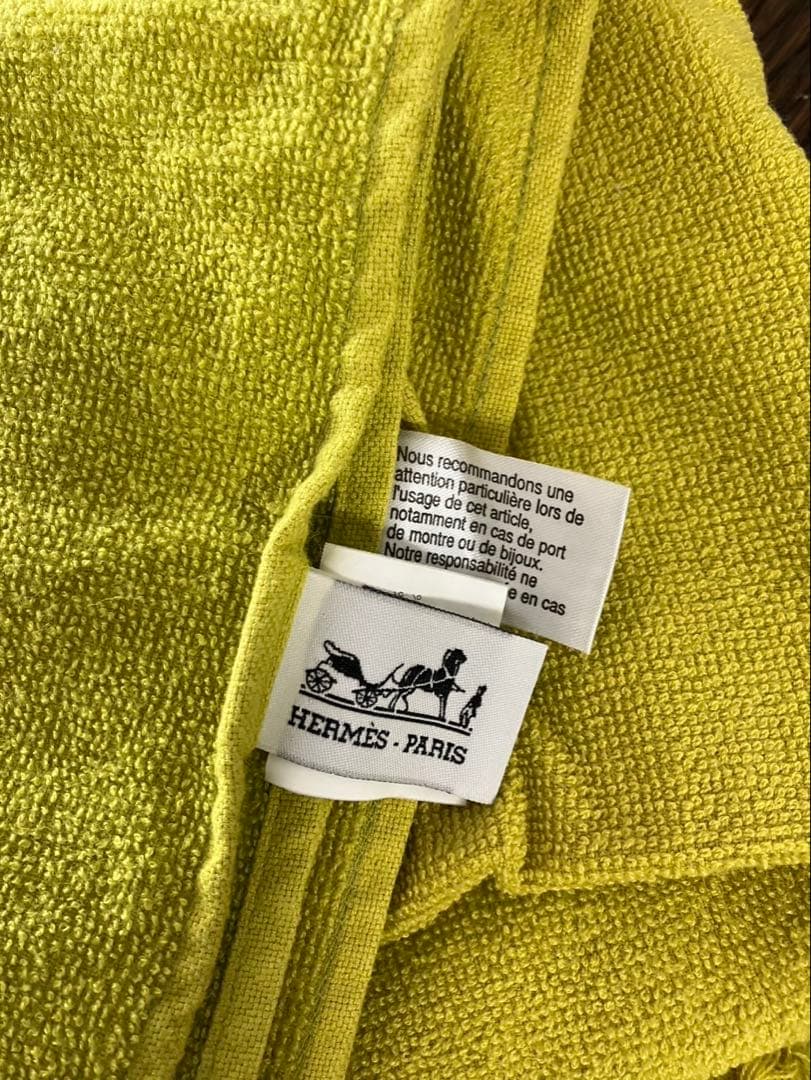 Nous recommandons une
attention particulière lors de
l'usage de cet article,
notamment en cas de port
de montre ou de bijoux.
Notre responsabilité ne
en cas
HERMÈS - PARIS